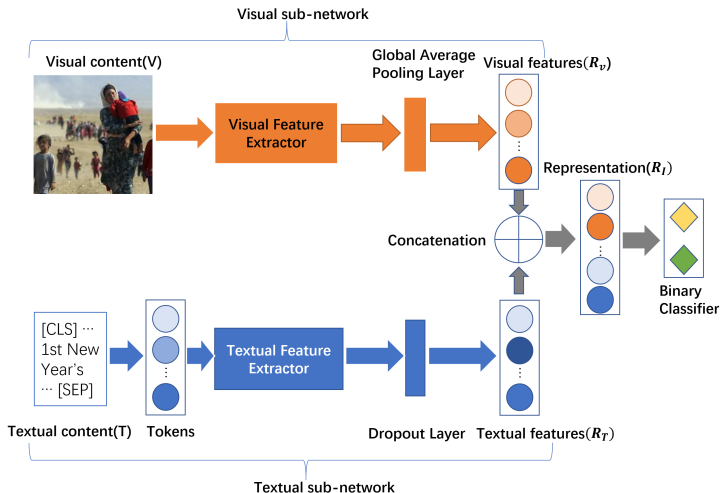 Visual sub-network
Visual content(V)
Global Average
Pooling Layer
Visual features(𝑹𝒗)
Visual Feature
Extractor
Representation(𝑹𝑰)
Concatenation
Binary
Classifier
[CLS] ⋯
1st New
Year's
⋯ [SEP]
Textual Feature
Extractor
Textual content(T)
Tokens
Dropout Layer
Textual features(𝑹𝑻)
Textual sub-network